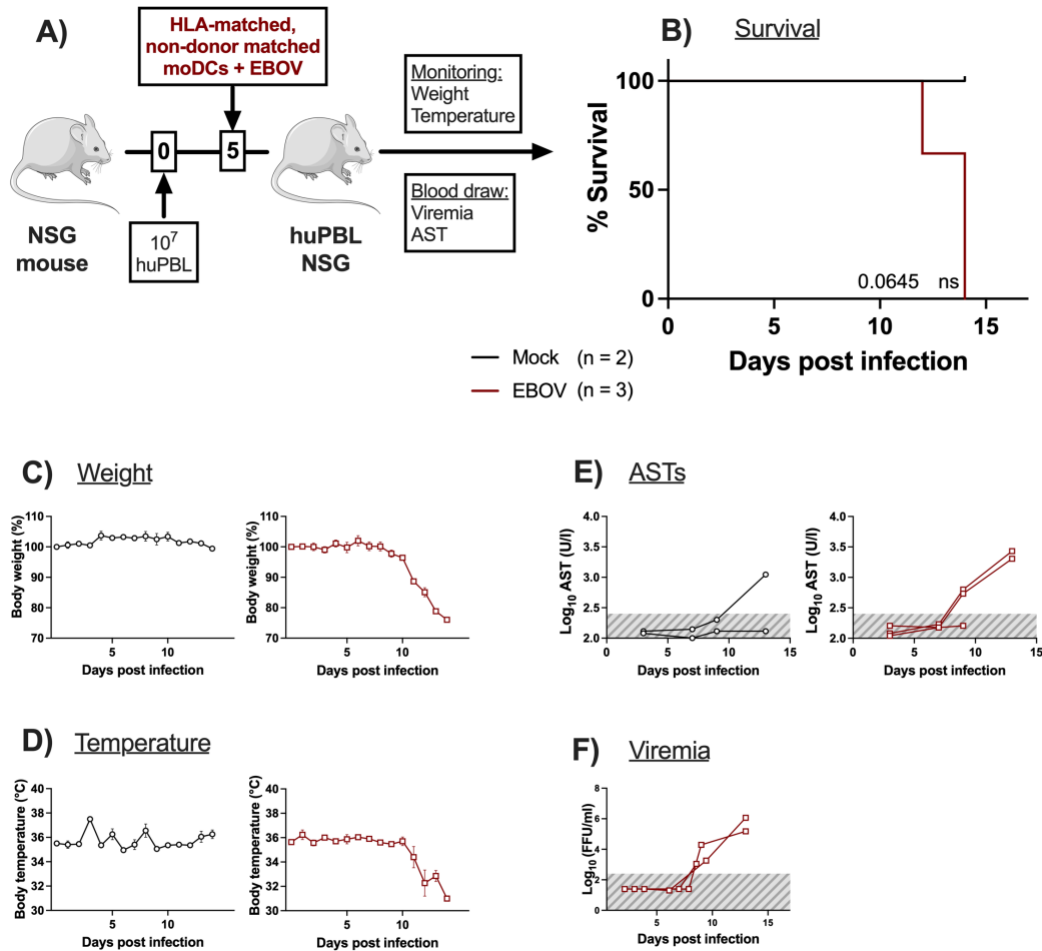 A)
HLA-matched,
non-donor matched
moDCs + EBOV
0
5
10⁷
huPBL
NSG
mouse
huPBL
NSG
Monitoring:
Weight
Temperature
Blood draw:
Viremia
AST
B) Survival
% Survival
100
50
0
0.0645 ns
0 5 10 15
Days post infection
Mock (n = 2)
EBOV (n = 3)
C) Weight
Body weight (%)
110
100
90
80
70
5 10
Days post infection
Body weight (%)
110
100
90
80
70
5 10
Days post infection
D) Temperature
Body temperature (°C)
40
38
36
34
32
30
5 10
Days post infection
Body temperature (°C)
40
38
36
34
32
30
5 10
Days post infection
E) ASTs
Log₁₀ AST (U/l)
4.0
3.5
3.0
2.5
2.0
0 5 10 15
Days post infection
Log₁₀ AST (U/l)
4.0
3.5
3.0
2.5
2.0
0 5 10 15
Days post infection
F) Viremia
Log₁₀ (FFU/ml)
8
6
4
2
0
0 5 10 15
Days post infection